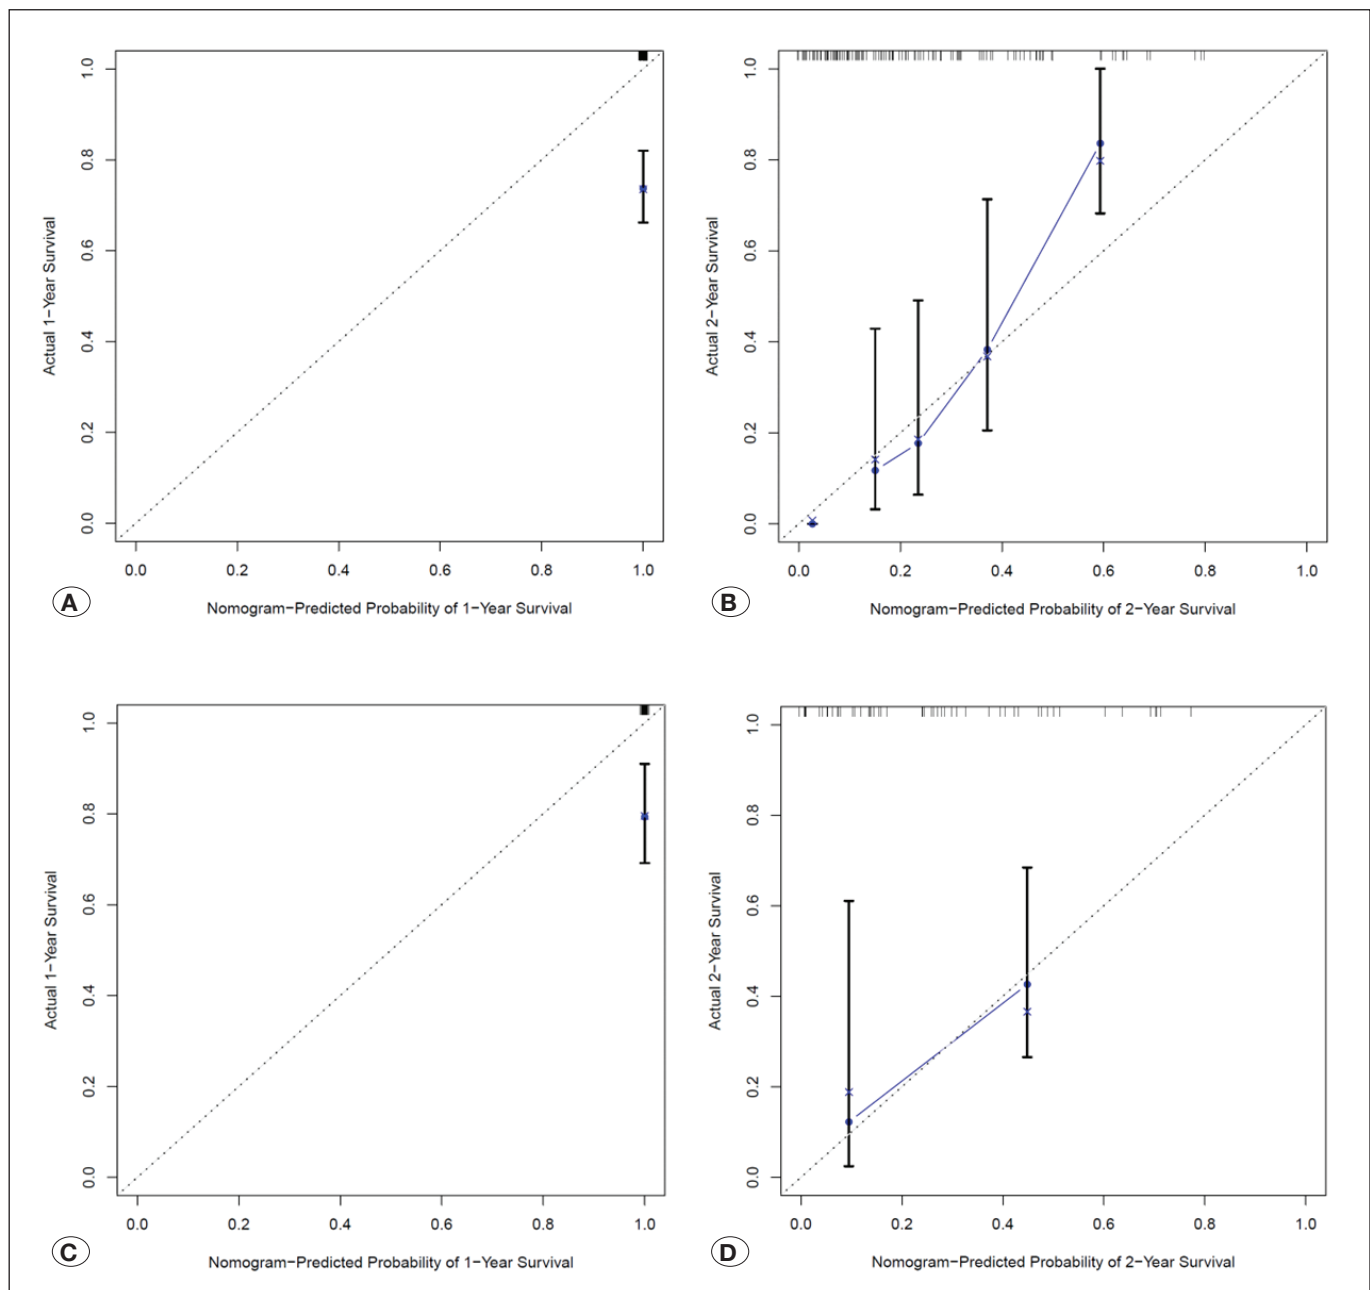 1.0
0.8
0.6
0.4
0.2
0.0
Actual 1-Year Survival
0.0 0.2 0.4 0.6 0.8 1.0
Nomogram-Predicted Probability of 1-Year Survival
A
1.0
0.8
0.6
0.4
0.2
0.0
Actual 2-Year Survival
0.0 0.2 0.4 0.6 0.8 1.0
Nomogram-Predicted Probability of 2-Year Survival
B
1.0
0.8
0.6
0.4
0.2
0.0
Actual 1-Year Survival
0.0 0.2 0.4 0.6 0.8 1.0
Nomogram-Predicted Probability of 1-Year Survival
C
1.0
0.8
0.6
0.4
0.2
0.0
Actual 2-Year Survival
0.0 0.2 0.4 0.6 0.8 1.0
Nomogram-Predicted Probability of 2-Year Survival
D